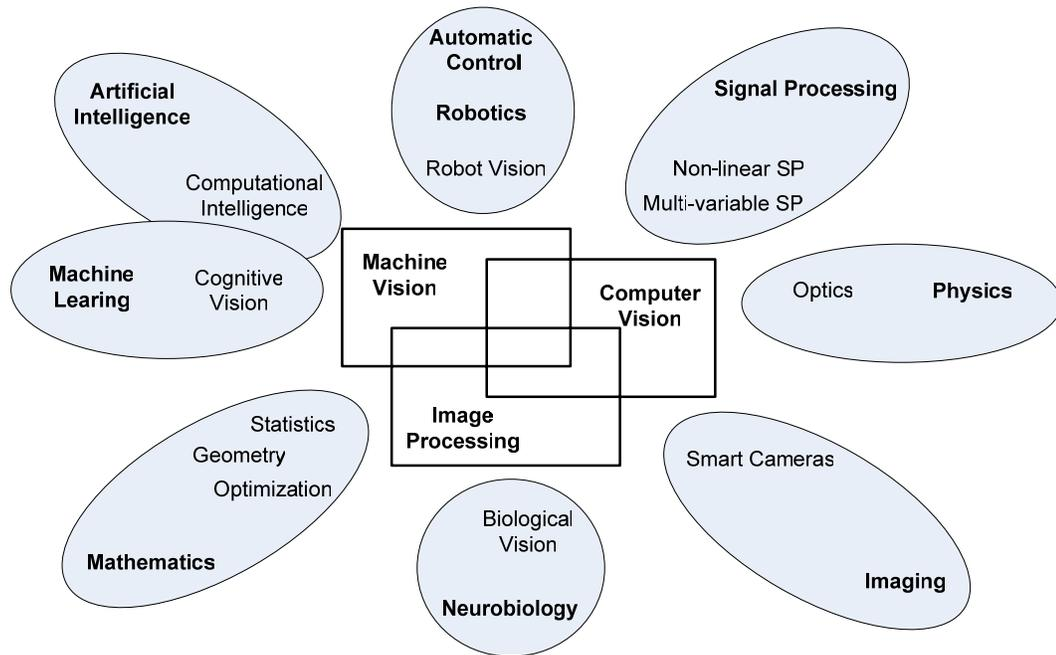 Automatic
Control
Robotics
Robot Vision
Artificial
Intelligence
Computational
Intelligence
Signal Processing
Non-linear SP
Multi-variable SP
Machine
Learing
Cognitive
Vision
Machine
Vision
Computer
Vision
Image
Processing
Optics
Physics
Statistics
Geometry
Optimization
Mathematics
Biological
Vision
Neurobiology
Smart Cameras
Imaging